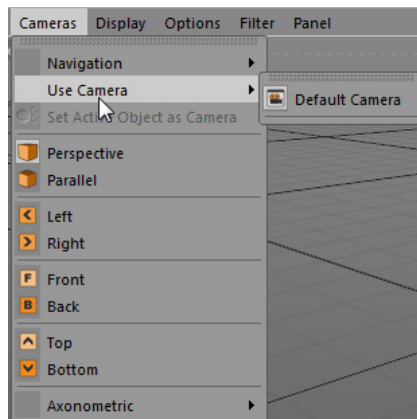 Cameras Display Options Filter Panel
Navigation
Use Camera
Default Camera
Set Active Object as Camera
Perspective
Parallel
Left
Right
F Front
B Back
Top
Bottom
Axonometric